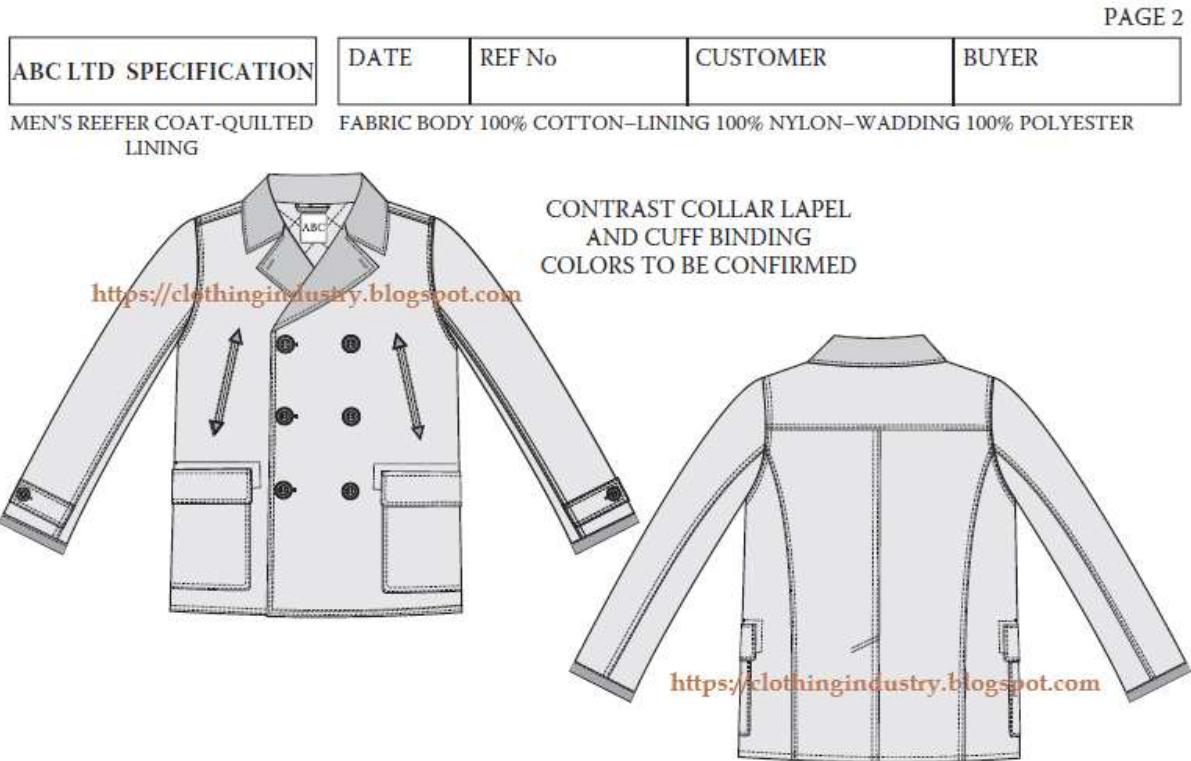 PAGE 2
ABC LTD SPECIFICATION
DATE
REF No
CUSTOMER
BUYER
MEN'S REEFER COAT-QUILTED
LINING
FABRIC BODY 100% COTTON–LINING 100% NYLON–WADDING 100% POLYESTER
CONTRAST COLLAR LAPEL
AND CUFF BINDING
COLORS TO BE CONFIRMED
ABC
https://clothingindustry.blogspot.com
https://clothingindustry.blogspot.com